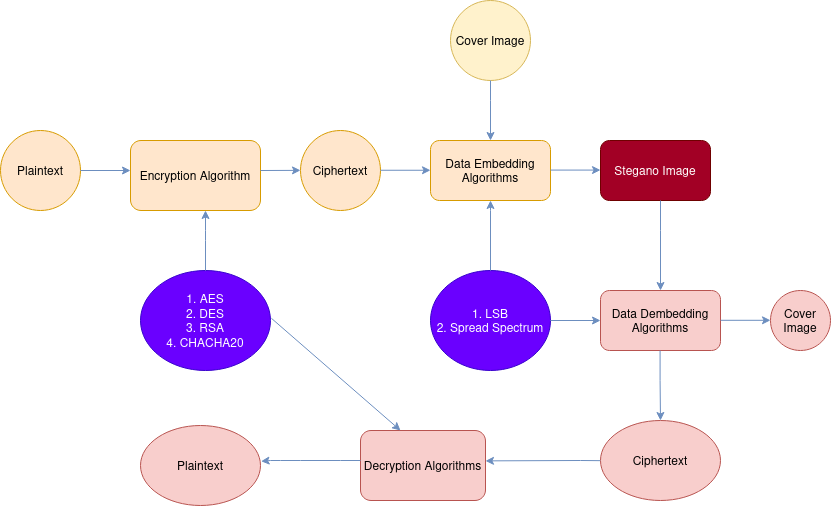 Cover Image
Plaintext
Encryption Algorithm
Ciphertext
Data Embedding
Algorithms
Stegano Image
1. AES
2. DES
3. RSA
4. CHACHA20
1. LSB
2. Spread Spectrum
Data Dembedding
Algorithms
Cover
Image
Plaintext
Decryption Algorithms
Ciphertext